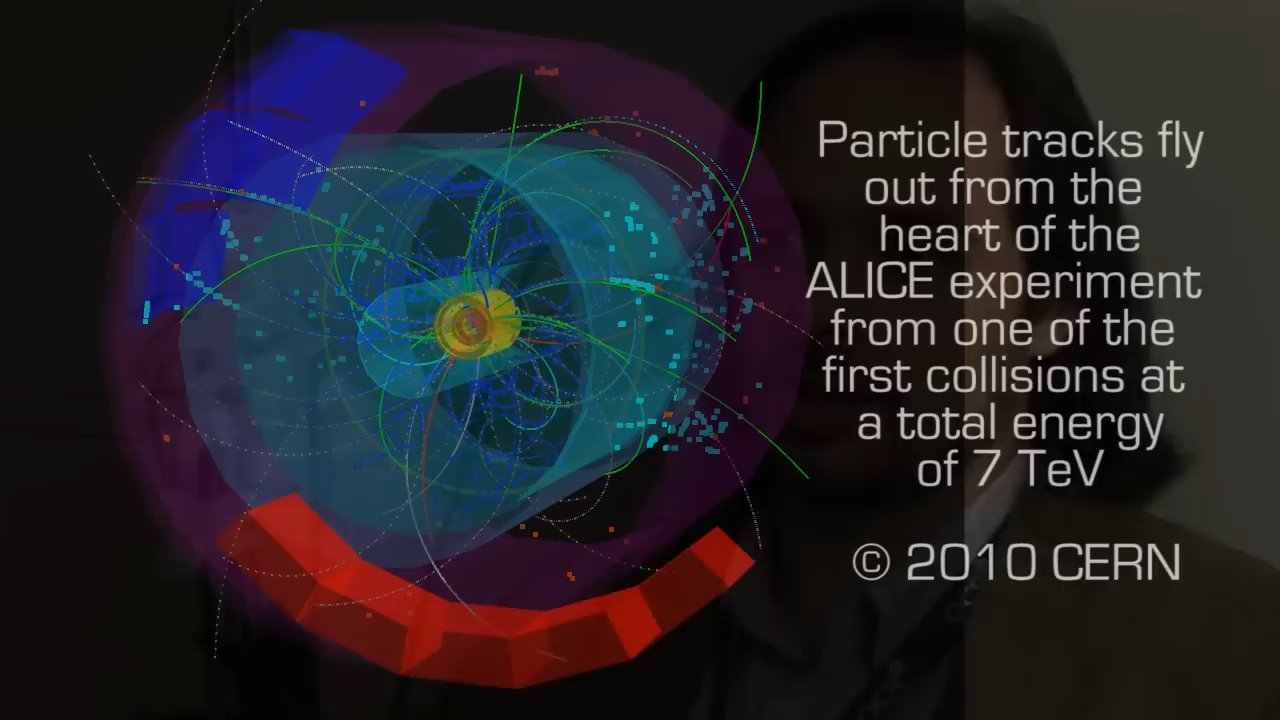 Particle tracks fly
out from the
heart of the
ALICE experiment
from one of the
first collisions at
a total energy
of 7 TeV
© 2010 CERN